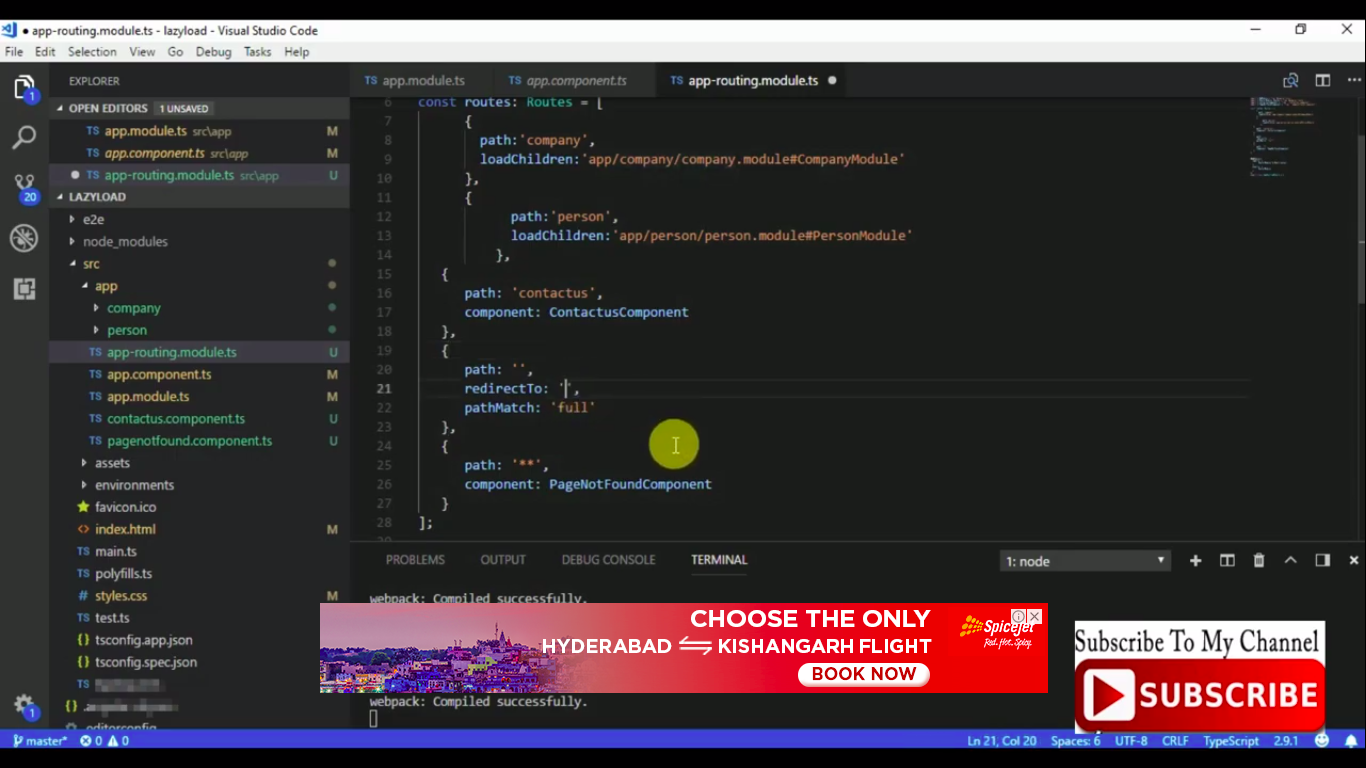 app-routing.module.ts - lazyload - Visual Studio Code
File Edit Selection View Go Debug Tasks Help
EXPLORER
OPEN EDITORS 1 UNSAVED
TS app.module.ts src\app M
TS app.component.ts src\app M
TS app-routing.module.ts src\app U
LAZYLOAD
e2e
node_modules
src
app
company
person
TS app-routing.module.ts U
TS app.component.ts M
TS app.module.ts M
TS contactus.component.ts U
TS pagenotfound.component.ts U
assets
environments
favicon.ico
<> index.html M
TS main.ts
TS polyfills.ts
styles.css M
TS test.ts
{} tsconfig.app.json
{} tsconfig.spec.json
TS
{}
.editorconfig
1
20
1
TS app.module.ts TS app.component.ts TS app-routing.module.ts
6 const routes: Routes = [
7 {
8 path:'company',
9 loadChildren:'app/company/company.module#CompanyModule'
10 },
11 {
12 path:'person',
13 loadChildren:'app/person/person.module#PersonModule'
14 },
15 {
16 path: 'contactus',
17 component: ContactusComponent
18 },
19 {
20 path: '',
21 redirectTo: '',
22 pathMatch: 'full'
23 },
24 {
25 path: '**',
26 component: PageNotFoundComponent
27 }
28 ];
PROBLEMS OUTPUT DEBUG CONSOLE TERMINAL 1: node
webpack: Compiled successfully.
CHOOSE THE ONLY
HYDERABAD KISHANGARH FLIGHT
BOOK NOW
SpiceJet
Red. Hot. Spicy.
webpack: Compiled successfully.
Subscribe To My Channel
SUBSCRIBE
master* 0 0 Ln 21, Col 20 Spaces: 6 UTF-8 CRLF TypeScript 2.9.1